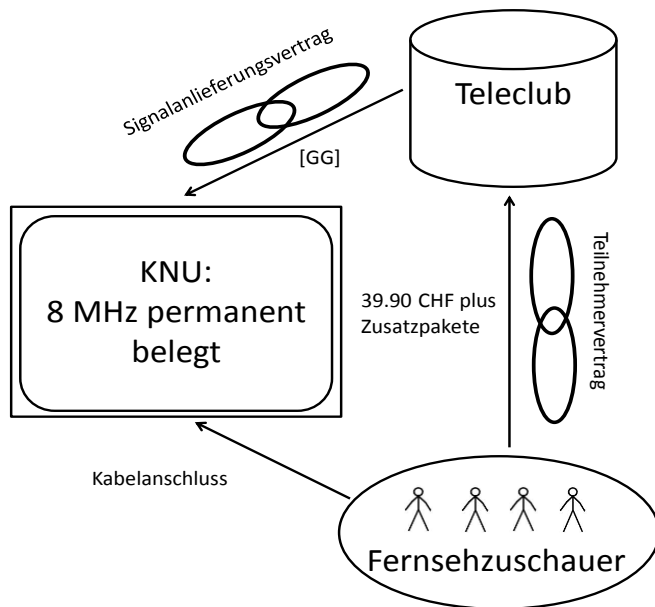 Signalanlieferungsvertrag
Teleclub
[GG]
KNU:
8 MHz permanent
belegt
39.90 CHF plus
Zusatzpakete
Teilnehmervertrag
Kabelanschluss
Fernsehzuschauer